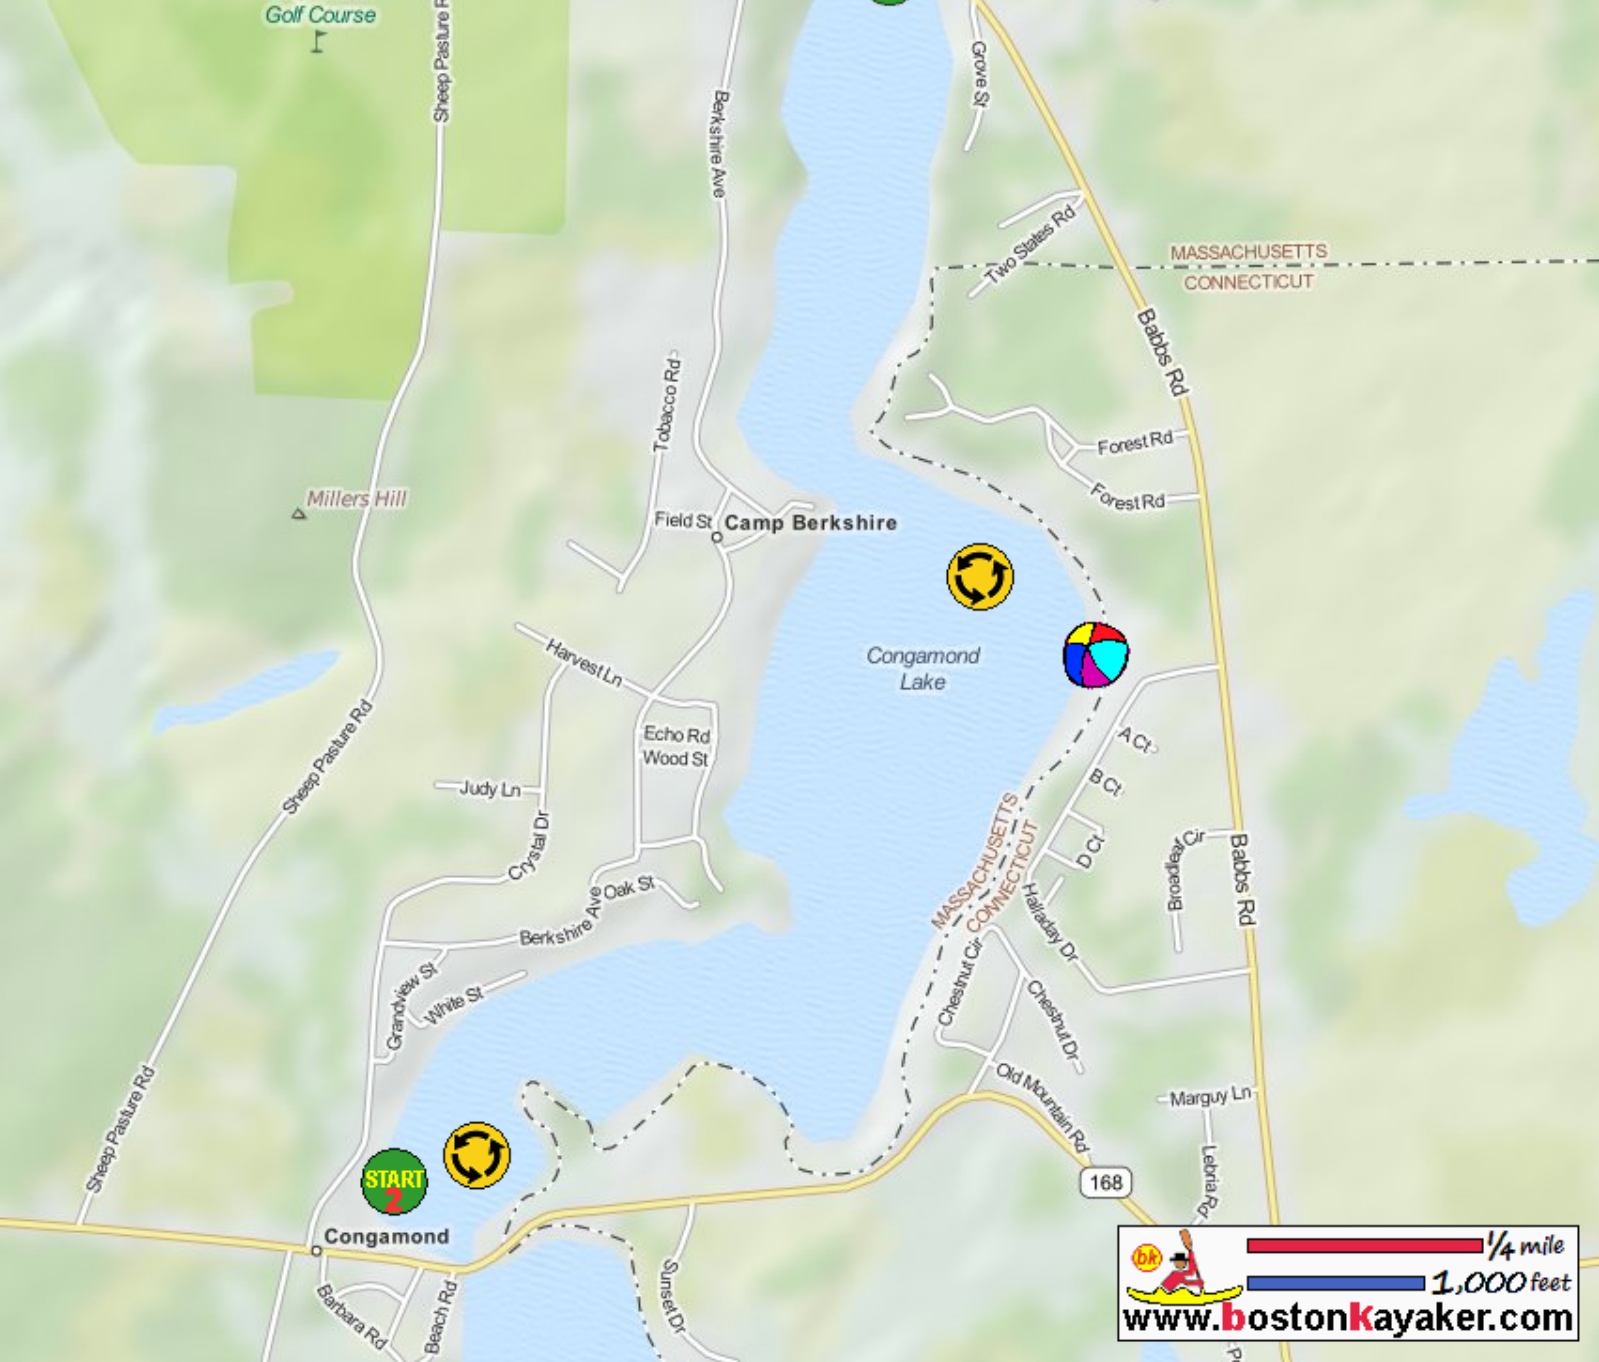 Golf Course
Sheep Pasture R
Berkshire Ave
Grove St
Two States Rd
MASSACHUSETTS
CONNECTICUT
Babbs Rd
Tobacco Rd
Forest Rd
Forest Rd
Millers Hill
Field St
Camp Berkshire
Harvest Ln
Congamond
Lake
Sheep Pasture Rd
Echo Rd
Wood St
A Ct
B Ct
Judy Ln
Crystal Dr
D Ct
Broadleaf Cir
Babbs Rd
MASSACHUSETTS
CONNECTICUT
Oak St
Berkshire Ave
Halladay Dr
Grandview St
White St
Chestnut Cir
Chestnut Dr
Old Mountain Rd
Marguy Ln
Sheep Pasture Rd
START
2
168
Lebria Rd
Congamond
Barbara Rd
Beach Rd
Sunset Dr
bk
1/4 mile
1,000 feet
www.bostonKayaker.com